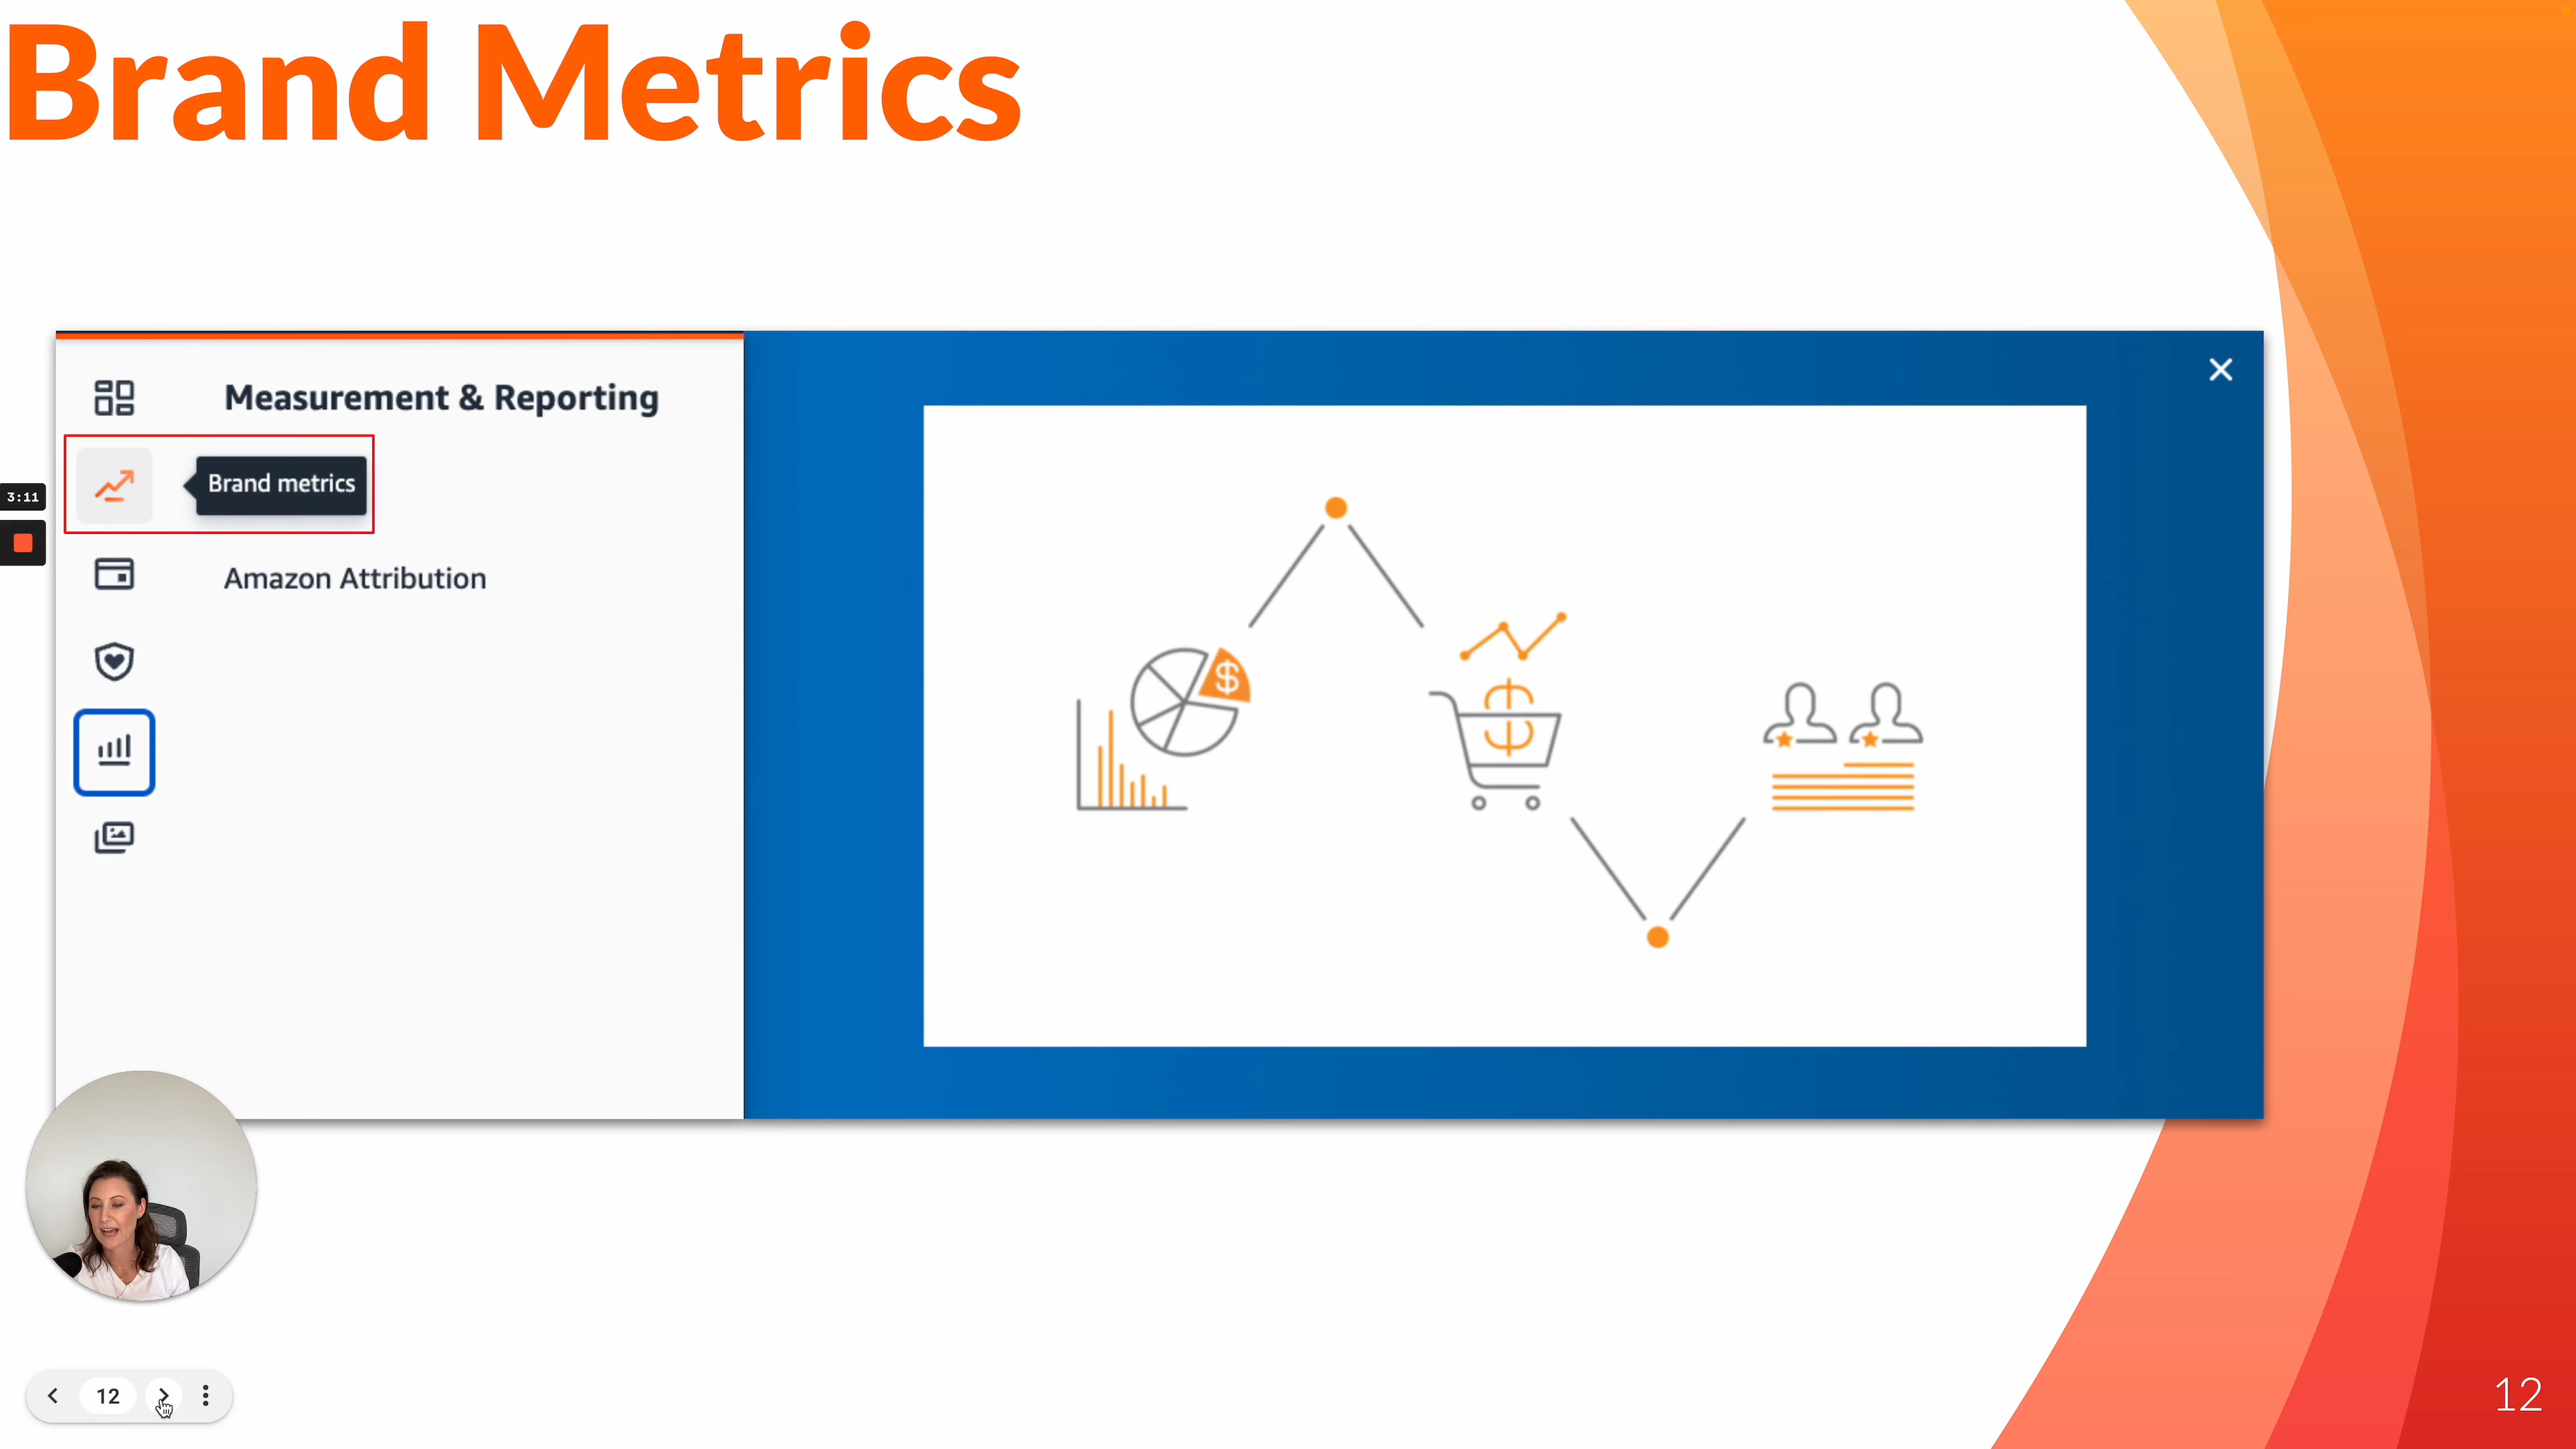 Brand Metrics
Measurement & Reporting
Brand metrics
3:11
Amazon Attribution
$
$
12
12